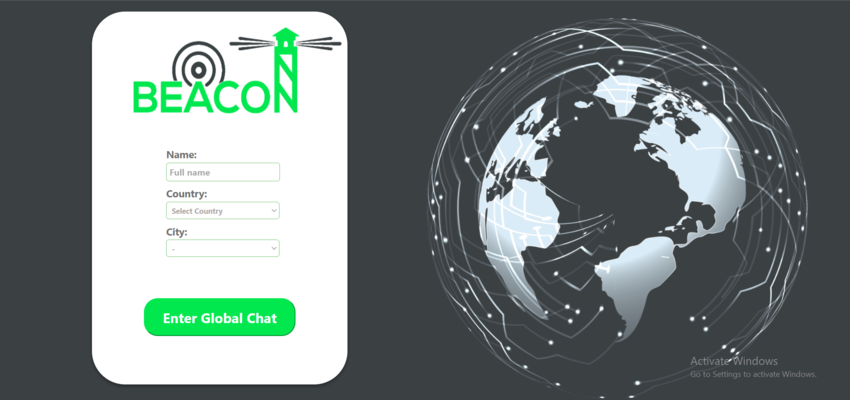 BEACON
Name:
Full name
Country:
Select Country
City:
-
Enter Global Chat
Activate Windows
Go to Settings to activate Windows.